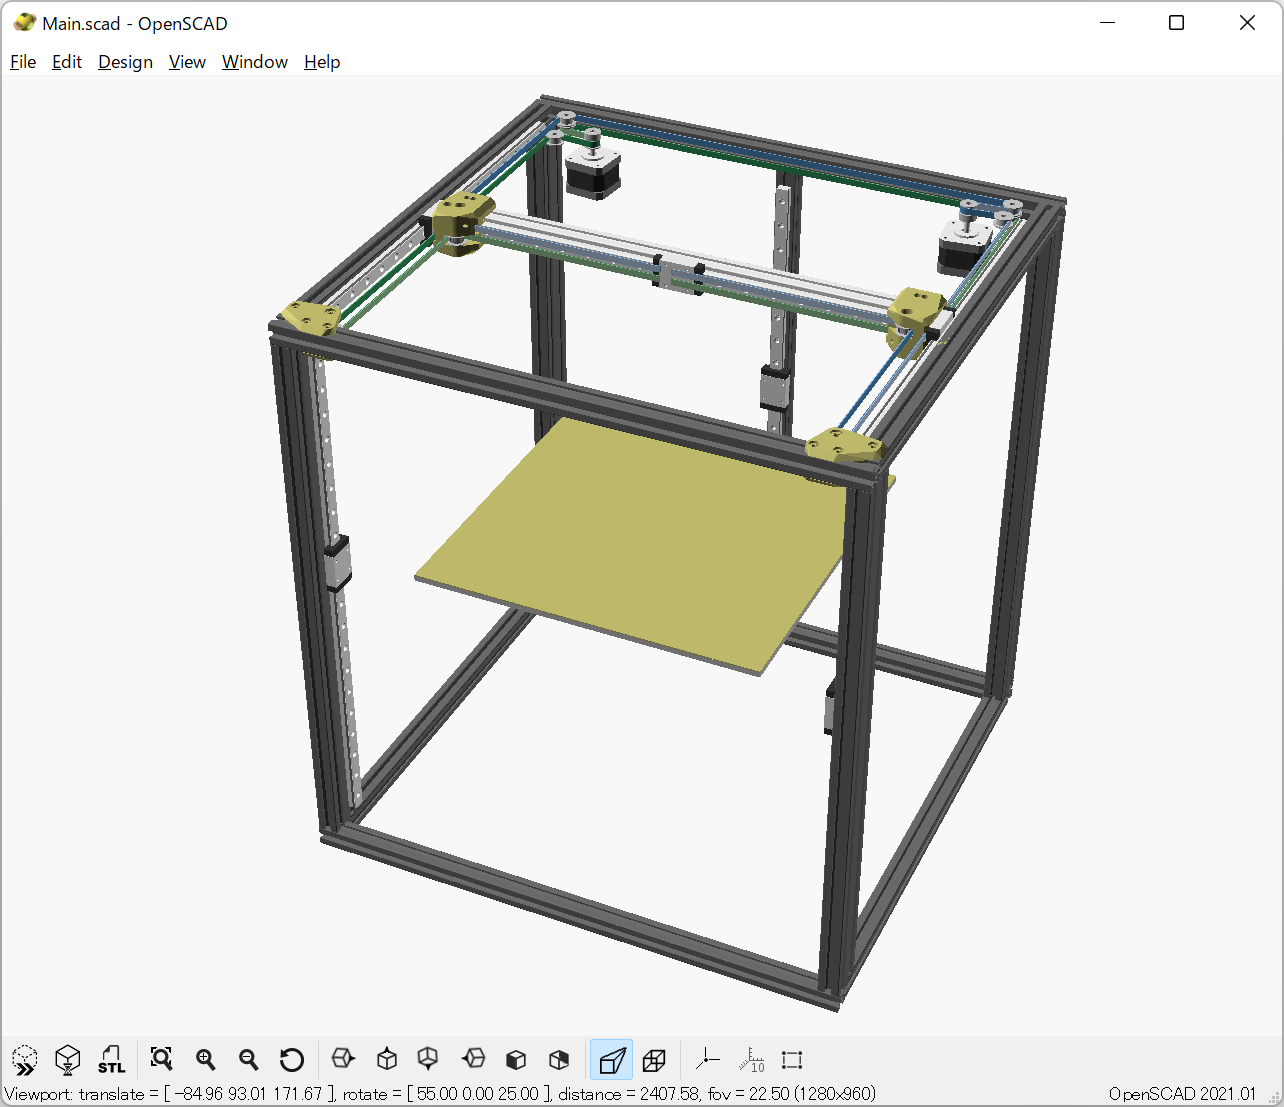 Main.scad - OpenSCAD
File Edit Design View Window Help
STL
10
Viewport: translate = [ -84.96 93.01 171.67 ], rotate = [ 55.00 0.00 25.00 ], distance = 2407.58, fov = 22.50 (1280x960) OpenSCAD 2021.01